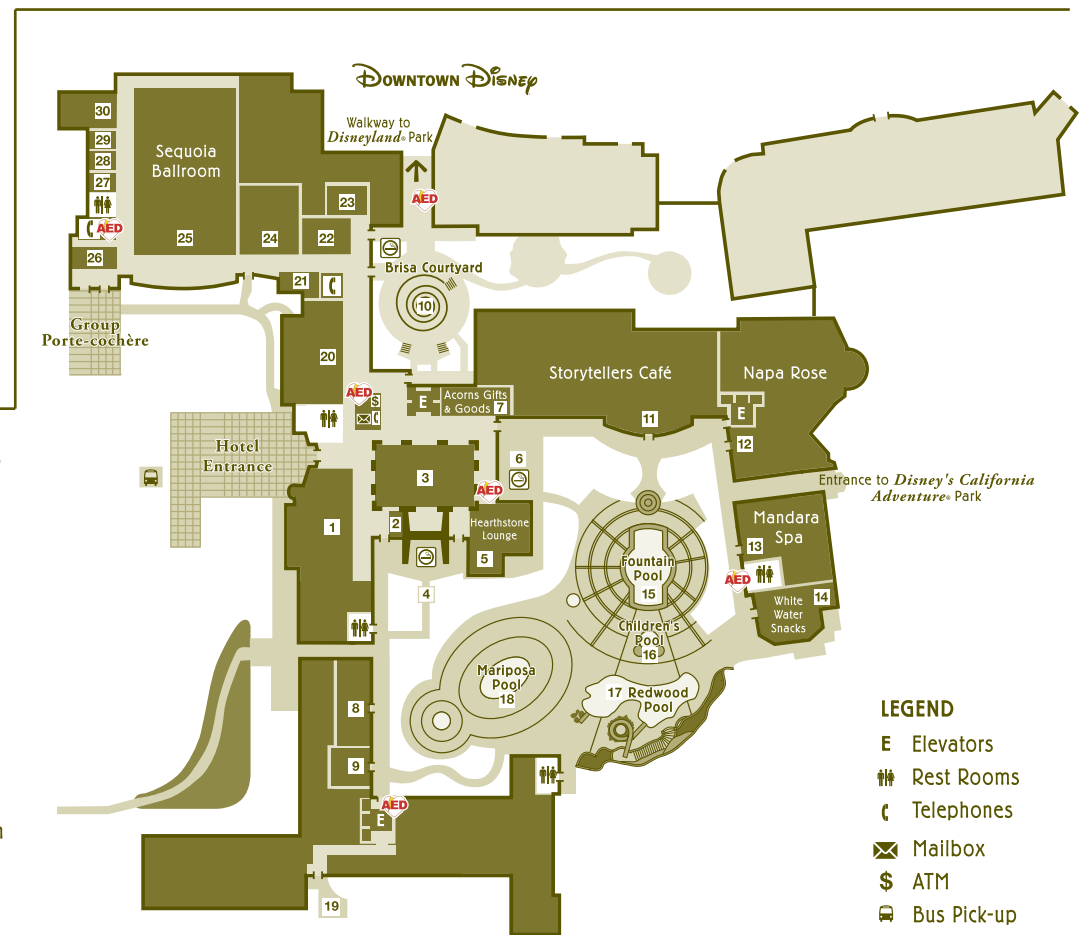 DOWNTOWN DISNEY
Walkway to
Disneyland® Park
AED
30
29
28
27
AED
26
Sequoia
Ballroom
25
24
23
22
21
Brisa Courtyard
10
Group
Porte-cochère
20
AED
$
E
Acorns Gifts
& Goods
7
Storytellers Café
11
Napa Rose
E
12
Hotel
Entrance
3
6
AED
Entrance to Disney's California
Adventure® Park
1
2
Hearthstone
Lounge
5
4
Mandara
Spa
13
AED
White
Water
Snacks
14
Fountain
Pool
15
Children's
Pool
16
Mariposa
Pool
18
17 Redwood
Pool
8
9
AED
E
19
LEGEND
E Elevators
Rest Rooms
Telephones
Mailbox
$ ATM
Bus Pick-up